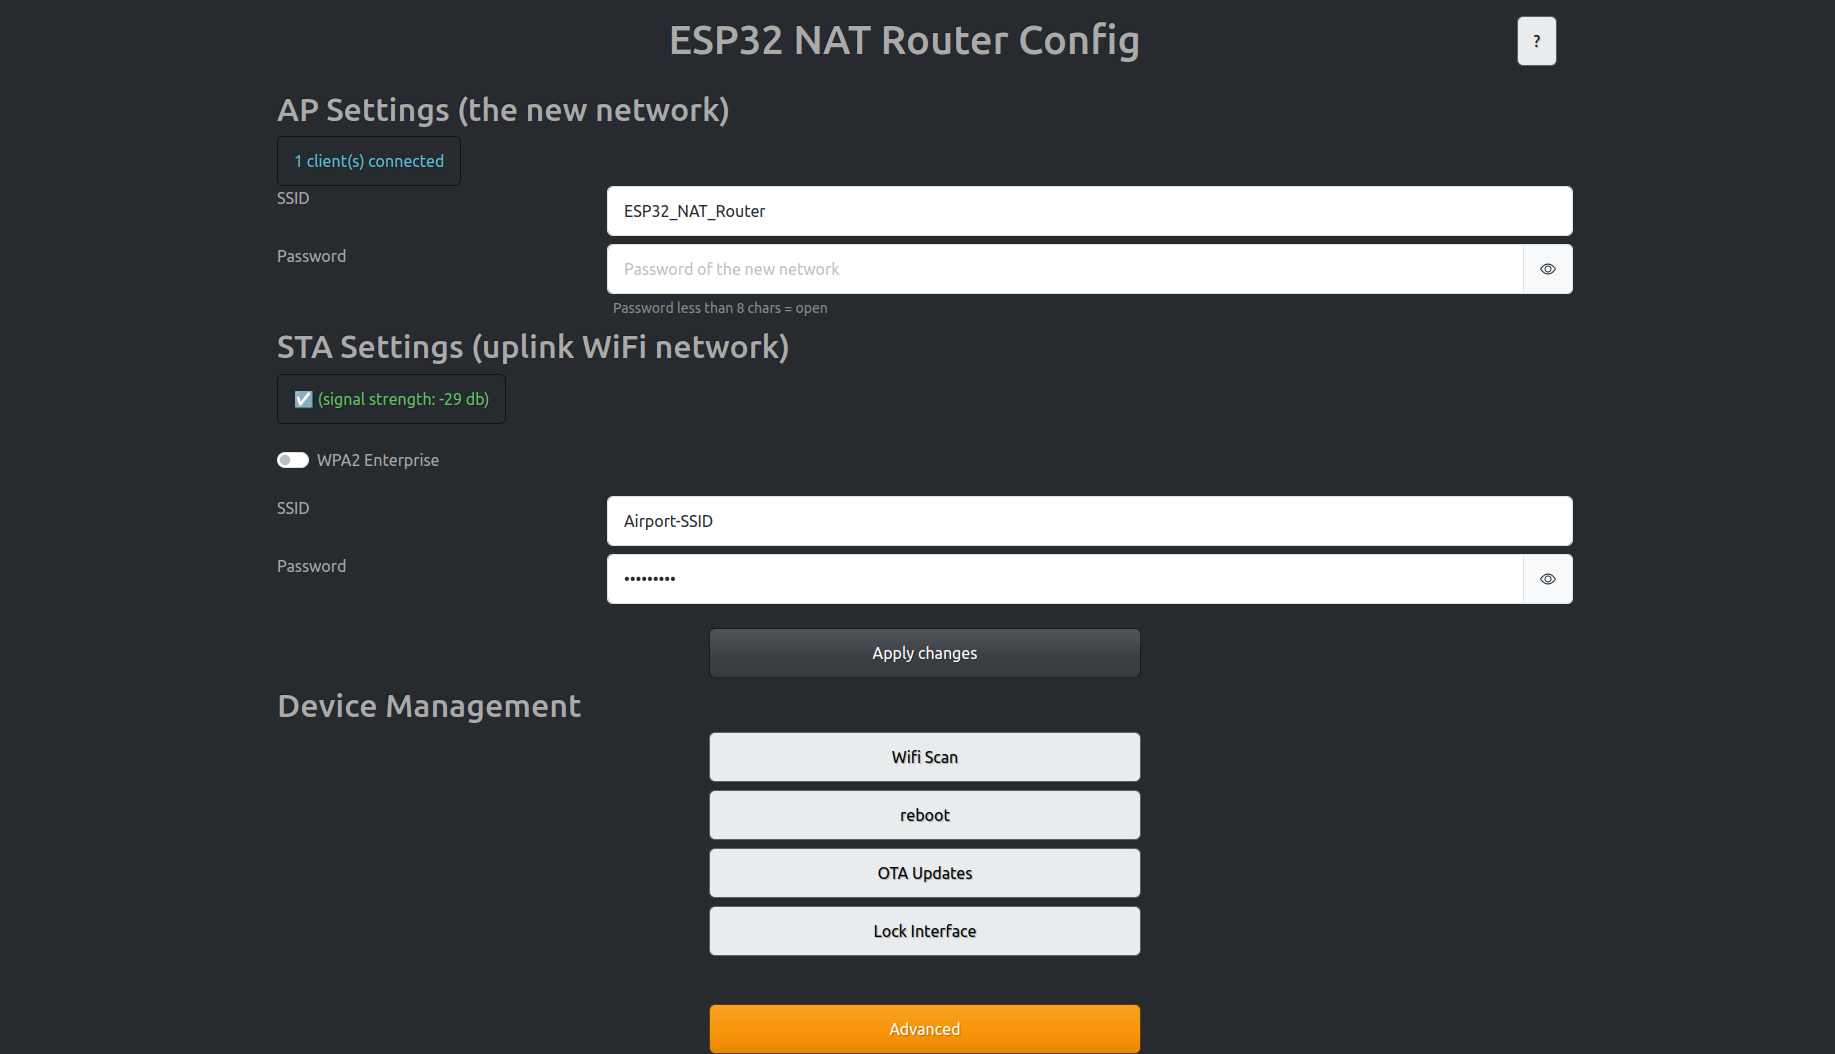 ESP32 NAT Router Config
?
AP Settings (the new network)
1 client(s) connected
SSID
ESP32_NAT_Router
Password
Password of the new network
Password less than 8 chars = open
STA Settings (uplink WiFi network)
☑ (signal strength: -29 db)
WPA2 Enterprise
SSID
Airport-SSID
Password
•••••••••
Apply changes
Device Management
Wifi Scan
reboot
OTA Updates
Lock Interface
Advanced